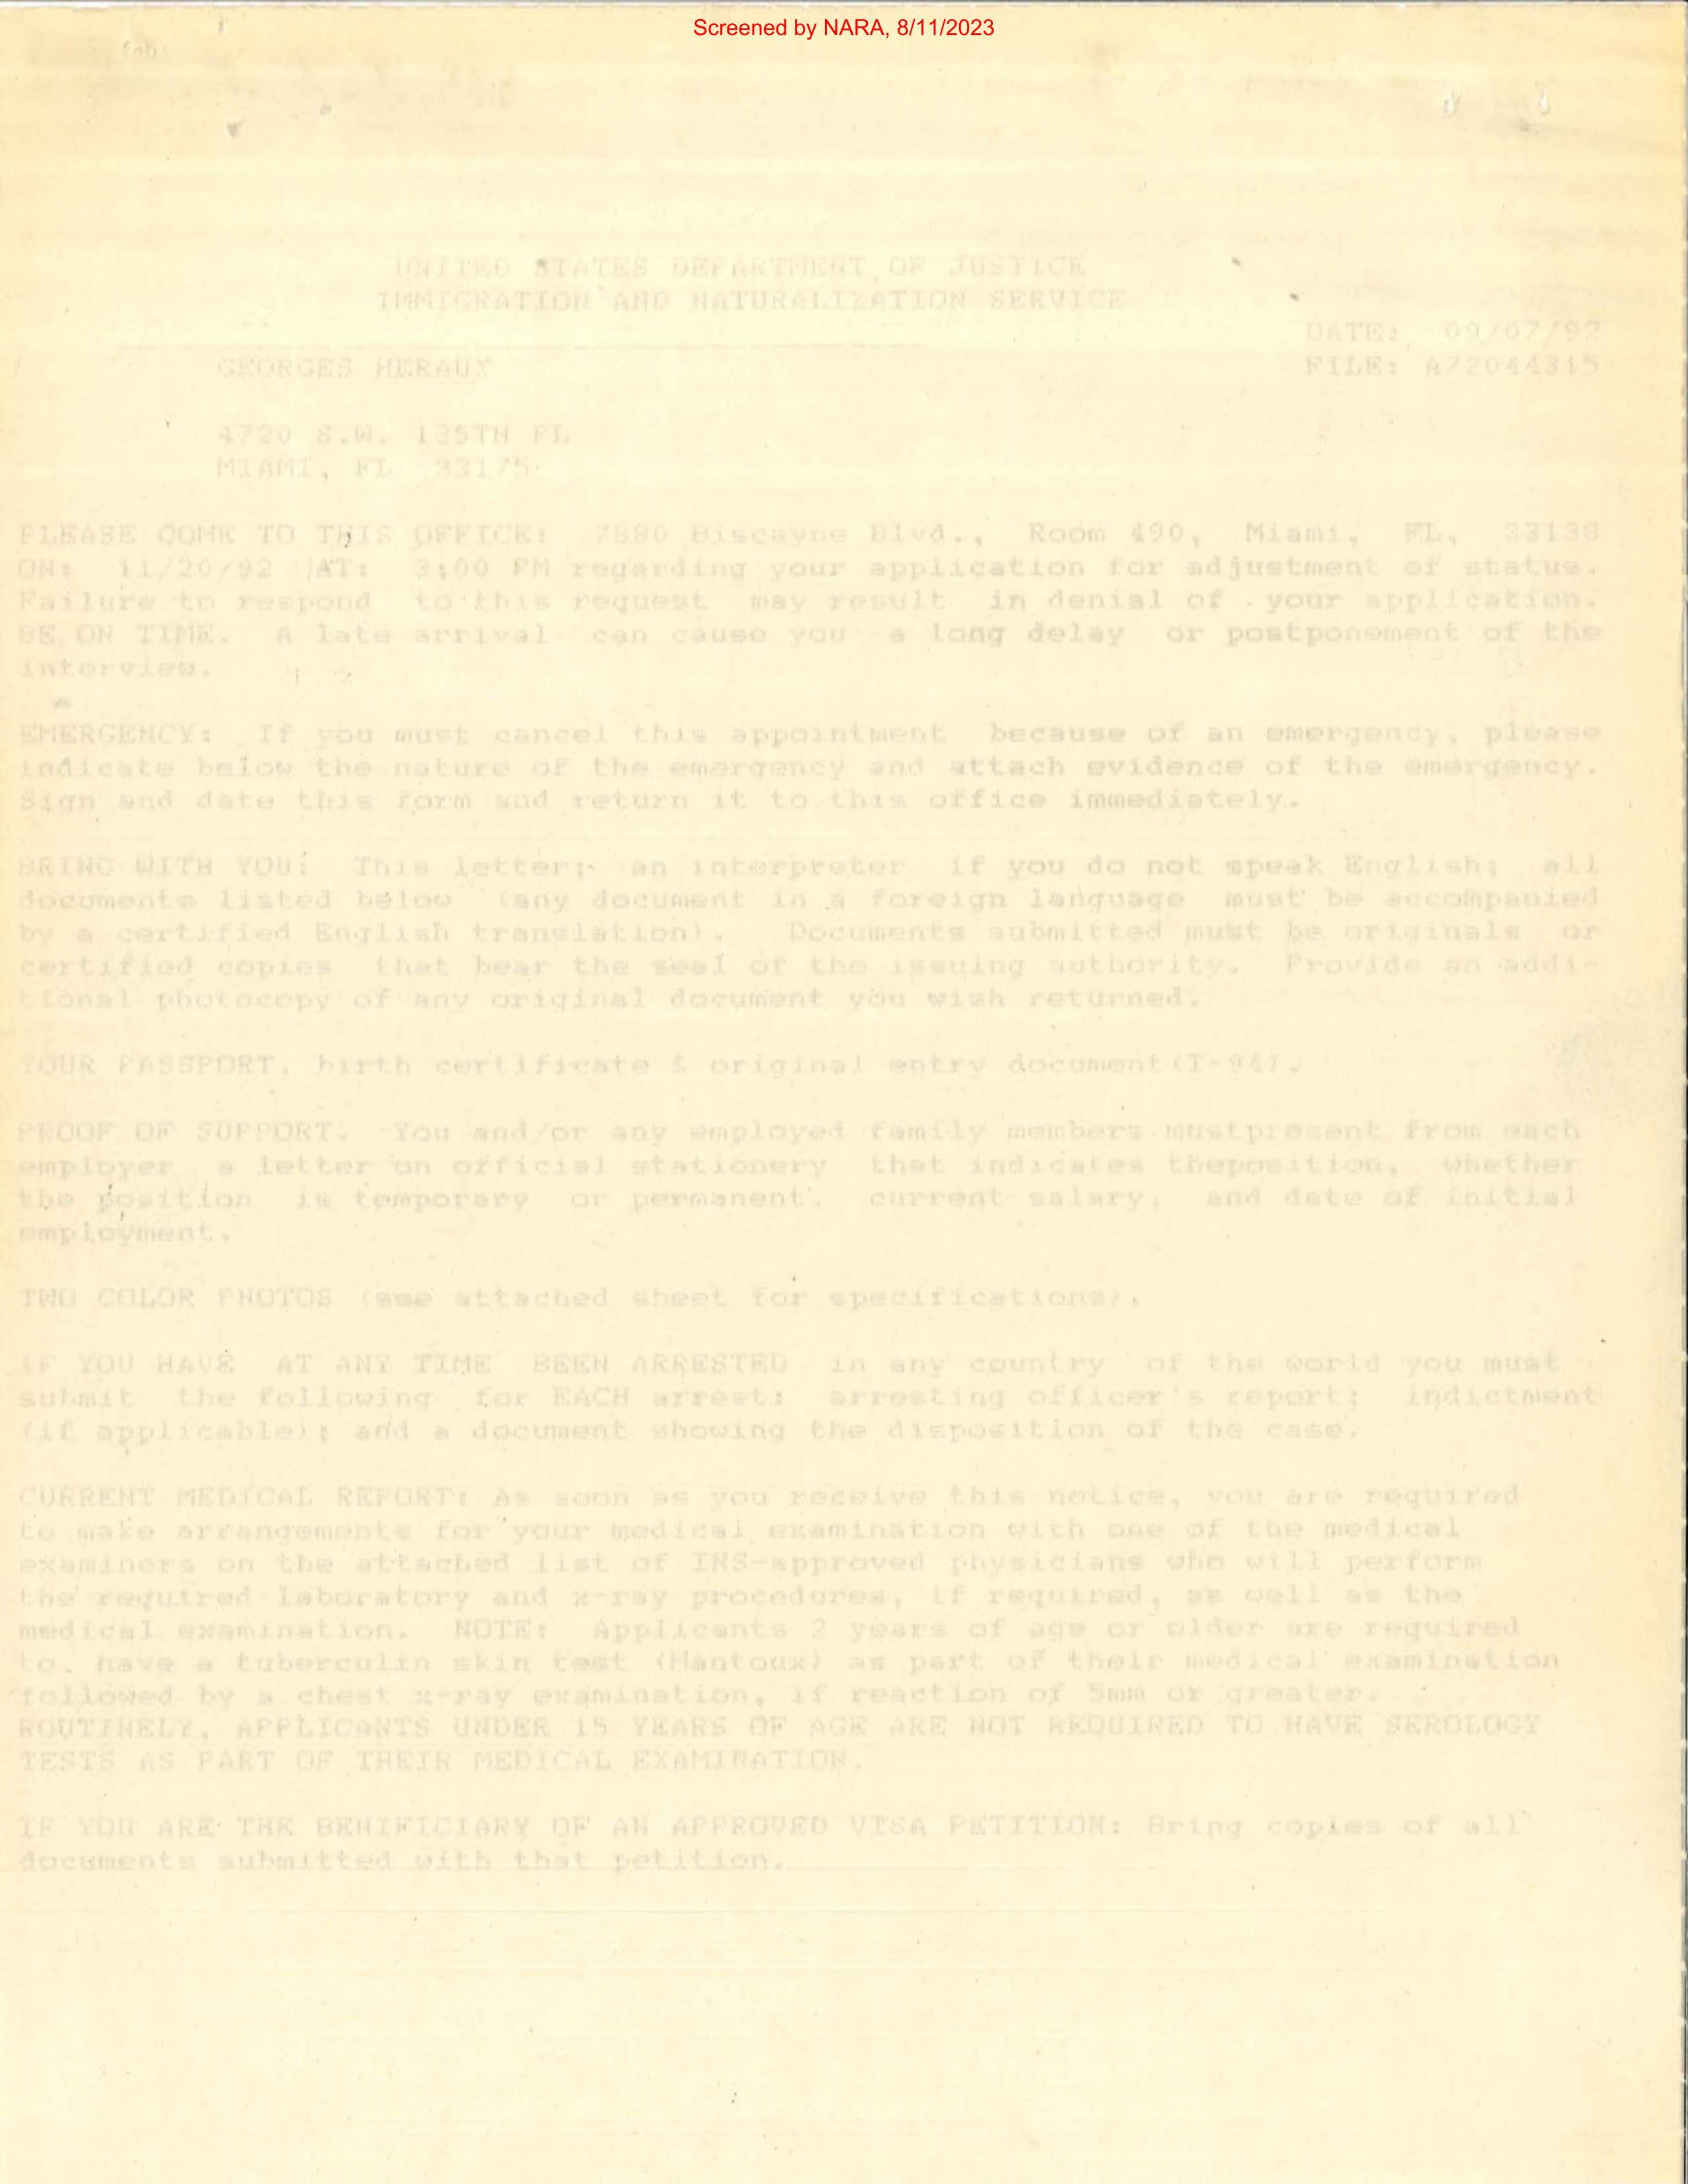 Screened by NARA, 8/11/2023
UNITED STATES DEPARTMENT OF JUSTICE
IMMIGRATION AND NATURALIZATION SERVICE
DATE: 09/07/92
GEORGES HERAUX
FILE: A72044315
4720 S.W. 135TH PL
MIAMI, FL 33175
PLEASE COME TO THIS OFFICE: 7880 Biscayne Blvd., Room 490, Miami, FL, 33138
ON: 11/20/92 AT: 3:00 PM regarding your application for adjustment of status.
Failure to respond to this request may result in denial of your application.
BE ON TIME. A late arrival can cause you a long delay or postponement of the
interview.
EMERGENCY: If you must cancel this appointment because of an emergency, please
indicate below the nature of the emergency and attach evidence of the emergency.
Sign and date this form and return it to this office immediately.
BRING WITH YOU: This letter; an interpreter if you do not speak English; all
documents listed below (any document in a foreign language must be accompanied
by a certified English translation). Documents submitted must be originals or
certified copies that bear the seal of the issuing authority. Provide an addi-
tional photocopy of any original document you wish returned.
YOUR PASSPORT, birth certificate & original entry document(I-94).
PROOF OF SUPPORT. You and/or any employed family members mustpresent from each
employer a letter on official stationery that indicates theposition, whether
the position is temporary or permanent, current salary, and date of initial
employment.
TWO COLOR PHOTOS (see attached sheet for specifications).
IF YOU HAVE AT ANY TIME BEEN ARRESTED in any country of the world you must
submit the following for EACH arrest: arresting officer's report; indictment
(if applicable); and a document showing the disposition of the case.
CURRENT MEDICAL REPORT: As soon as you receive this notice, you are required
to make arrangements for your medical examination with one of the medical
examiners on the attached list of INS-approved physicians who will perform
the required laboratory and x-ray procedures, if required, as well as the
medical examination. NOTE: Applicants 2 years of age or older are required
to have a tuberculin skin test (Mantoux) as part of their medical examination
followed by a chest x-ray examination, if reaction of 5mm or greater.
ROUTINELY, APPLICANTS UNDER 15 YEARS OF AGE ARE NOT REQUIRED TO HAVE SEROLOGY
TESTS AS PART OF THEIR MEDICAL EXAMINATION.
IF YOU ARE THE BENIFICIARY OF AN APPROVED VISA PETITION: Bring copies of all
documents submitted with that petition.